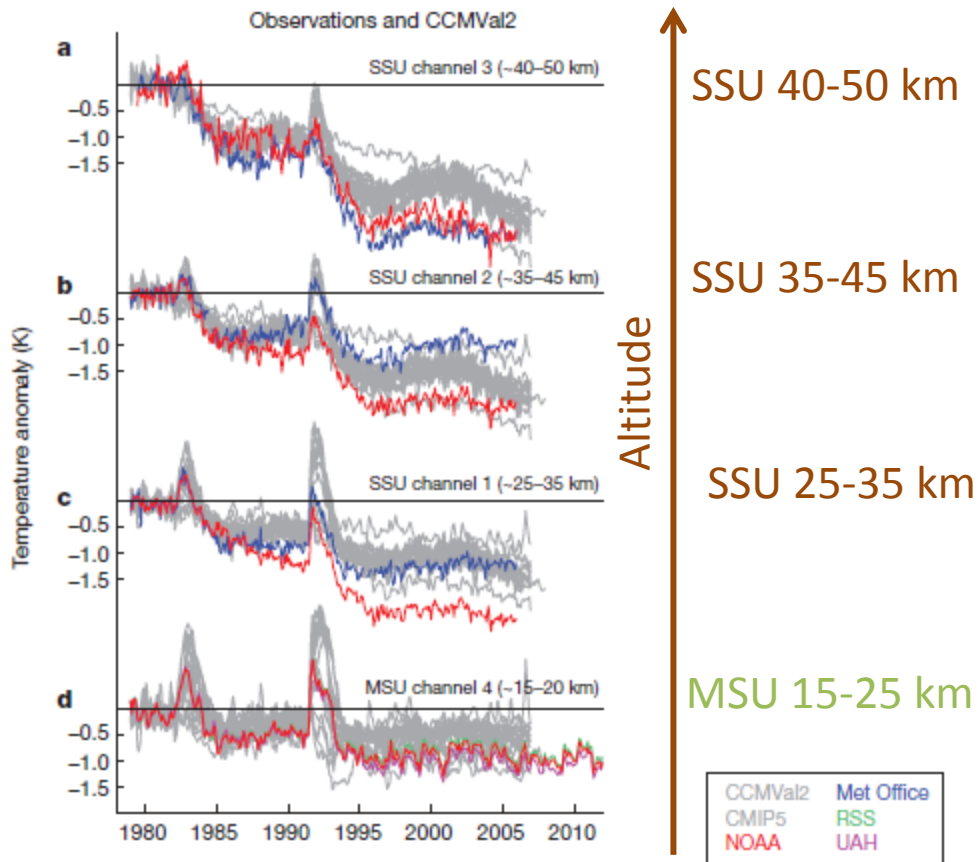 Observations and CCMVal2
a
SSU channel 3 (~40–50 km)
−0.5
−1.0
−1.5
b
SSU channel 2 (~35–45 km)
−0.5
−1.0
−1.5
c
SSU channel 1 (~25–35 km)
−0.5
−1.0
−1.5
d
MSU channel 4 (~15–20 km)
−0.5
−1.0
−1.5
1980 1985 1990 1995 2000 2005 2010
Temperature anomaly (K)
Altitude
SSU 40-50 km
SSU 35-45 km
SSU 25-35 km
MSU 15-25 km
CCMVal2 Met Office
CMIP5 RSS
NOAA UAH